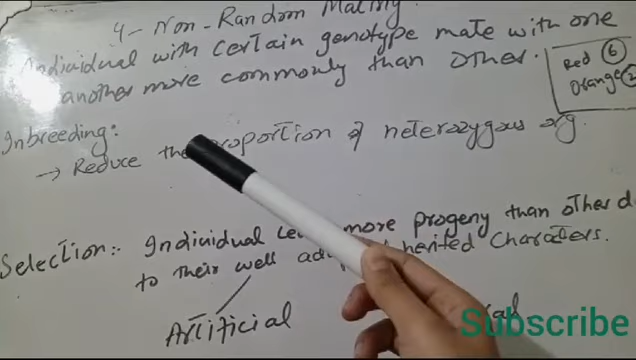 4- Non-Random Mating.
Individual with certain genotype mate with one
another more commonly than other.
Red 6
Orange 2
Inbreeding:
→ Reduce the proportion of heterozygous org.
Selection:- Individual more progeny than other d
to their well inherited Characters.
Artificial
Subscribe